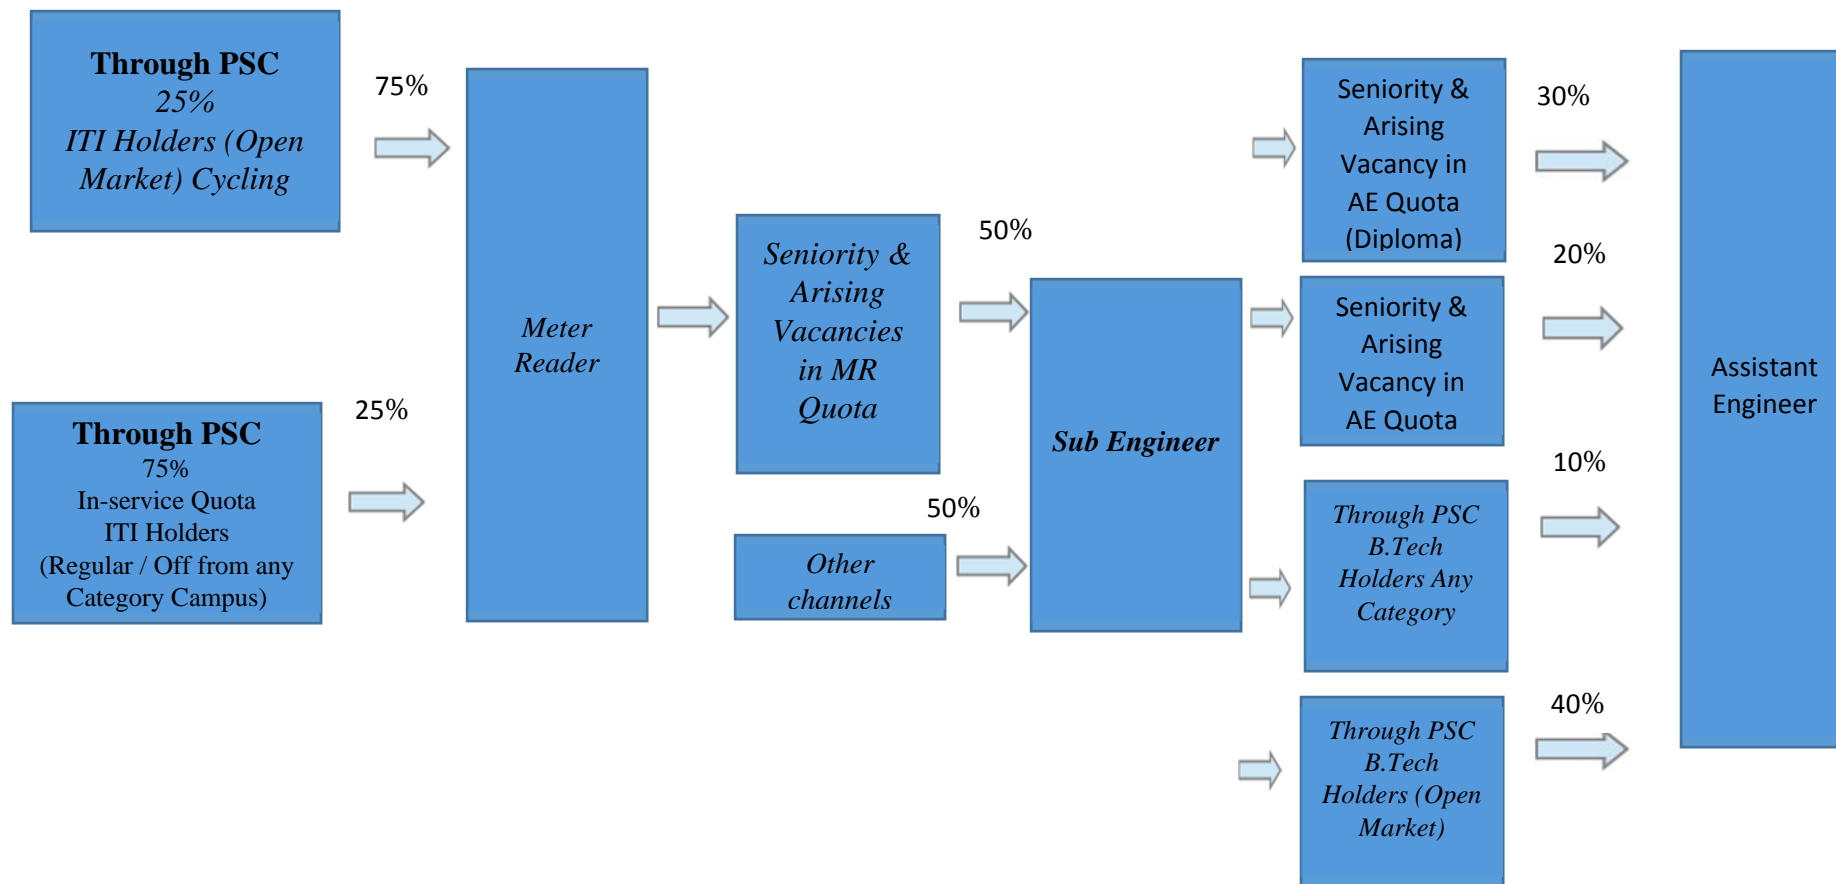 Through PSC
25%
ITI Holders (Open
Market) Cycling
75%
Through PSC
75%
In-service Quota
ITI Holders
(Regular / Off from any
Category Campus)
25%
Meter
Reader
Seniority &
Arising
Vacancies
in MR
Quota
50%
Other
channels
50%
Sub Engineer
Seniority &
Arising
Vacancy in
AE Quota
(Diploma)
30%
Seniority &
Arising
Vacancy in
AE Quota
20%
Through PSC
B.Tech
Holders Any
Category
10%
Through PSC
B.Tech
Holders (Open
Market)
40%
Assistant
Engineer